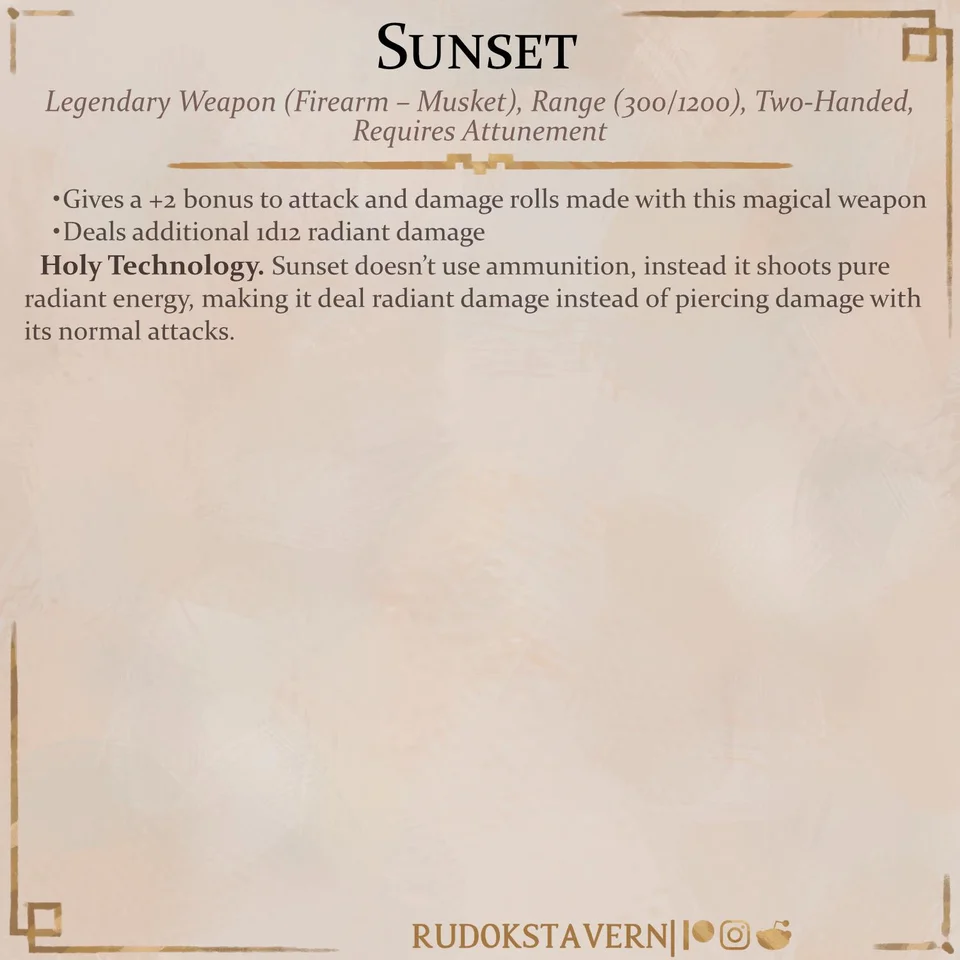 Sunset
Legendary Weapon (Firearm – Musket), Range (300/1200), Two-Handed,
Requires Attunement
•Gives a +2 bonus to attack and damage rolls made with this magical weapon
•Deals additional 1d12 radiant damage
Holy Technology. Sunset doesn’t use ammunition, instead it shoots pure
radiant energy, making it deal radiant damage instead of piercing damage with
its normal attacks.
RUDOKSTAVERN||